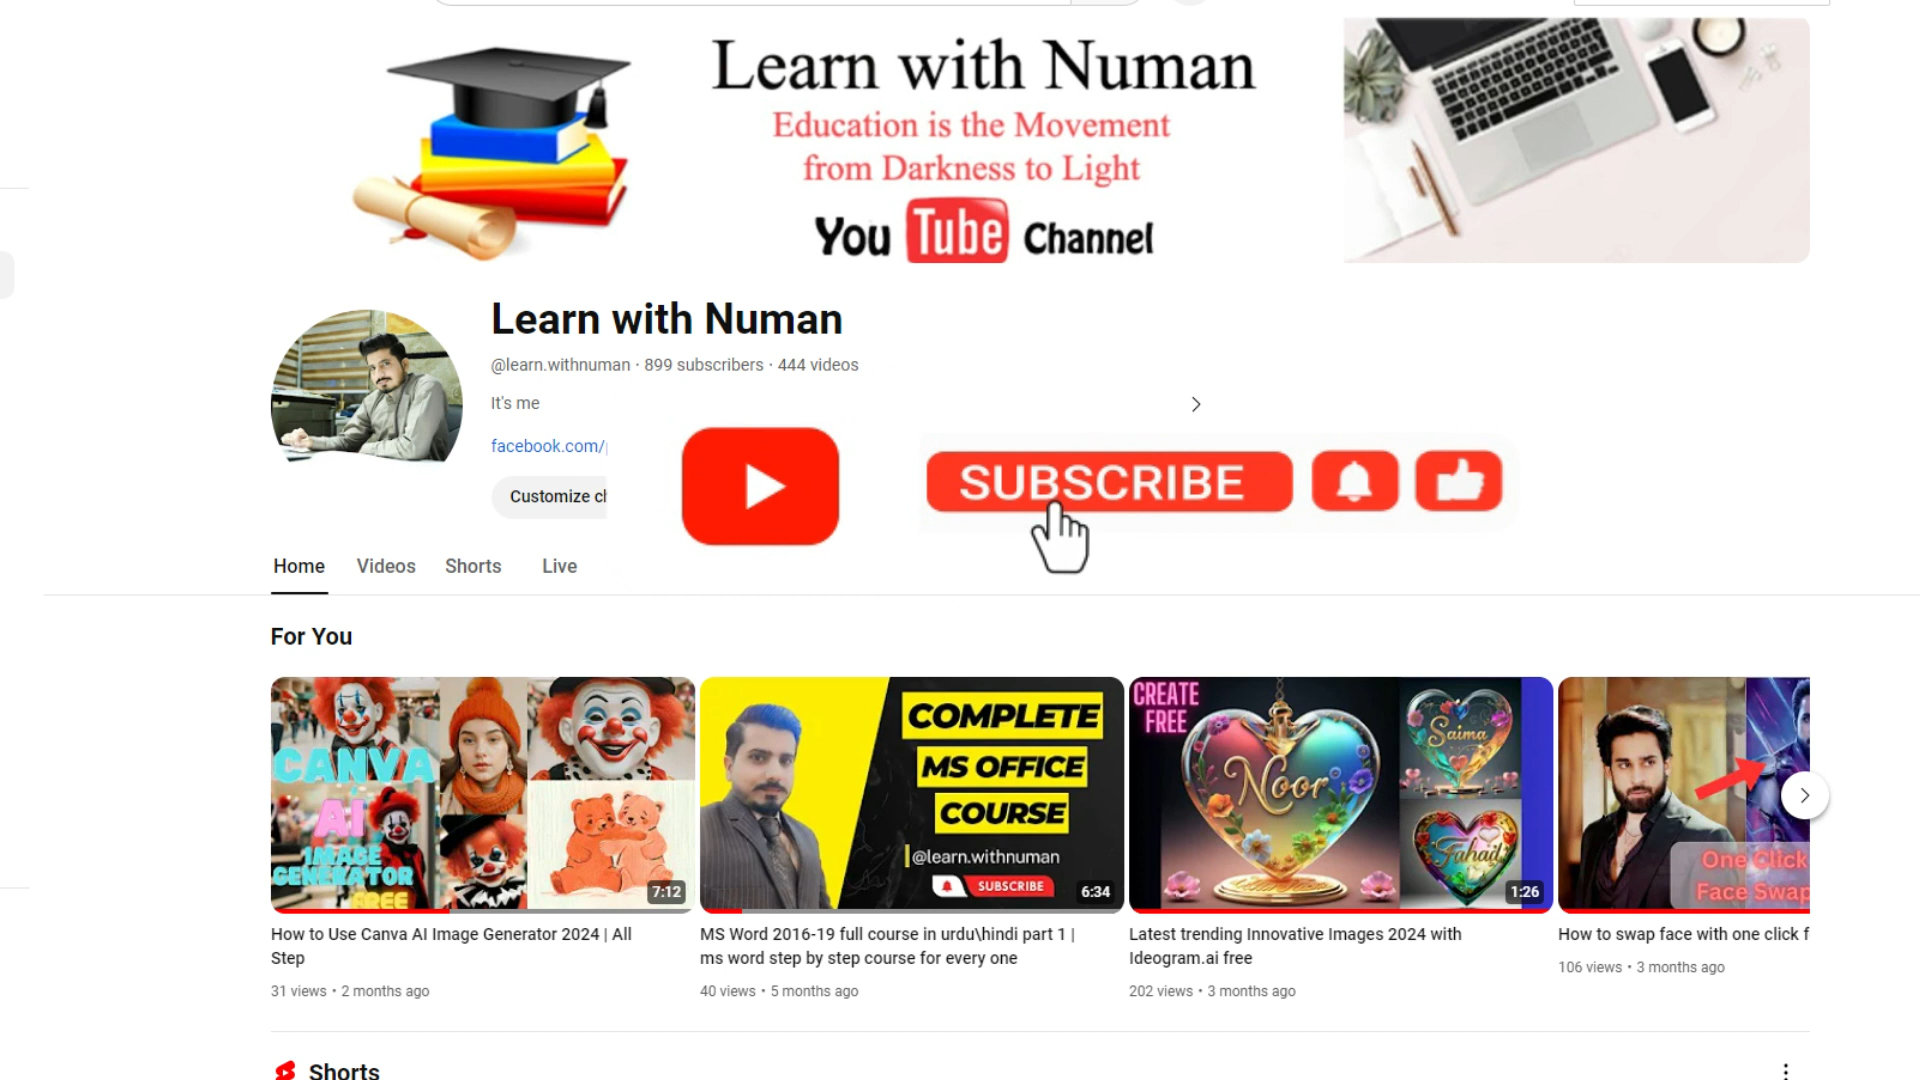 Learn with Numan
Education is the Movement
from Darkness to Light
You Tube Channel
Learn with Numan
@learn.withnuman · 899 subscribers · 444 videos
It's me
facebook.com/
Customize
SUBSCRIBE
Home Videos Shorts Live
For You
CANVA
AI
IMAGE
GENERATOR
FREE
7:12
COMPLETE
MS OFFICE
COURSE
@learn.withnuman
SUBSCRIBE
6:34
CREATE
FREE
Noor
Saima
Fahad
1:26
One Click
Face Swap
How to Use Canva AI Image Generator 2024 | All
Step
31 views • 2 months ago
MS Word 2016-19 full course in urdu\hindi part 1 |
ms word step by step course for every one
40 views • 5 months ago
Latest trending Innovative Images 2024 with
Ideogram.ai free
202 views • 3 months ago
How to swap face with one click f
106 views • 3 months ago
Shorts